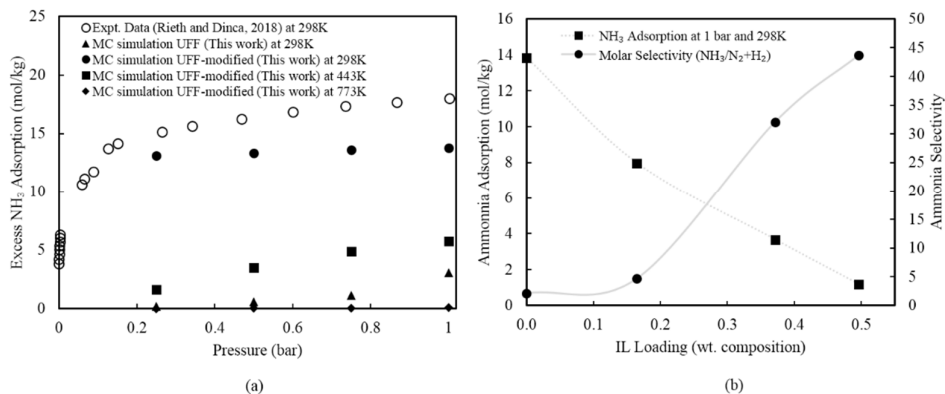 Expt. Data (Rieth and Dinca, 2018) at 298K
MC simulation UFF (This work) at 298K
MC simulation UFF-modified (This work) at 298K
MC simulation UFF-modified (This work) at 443K
MC simulation UFF-modified (This work) at 773K
Excess NH₃ Adsorption (mol/kg)
25
20
15
10
5
0
0
0.2
0.4
0.6
0.8
1
Pressure (bar)
(a)
NH₃ Adsorption at 1 bar and 298K
Molar Selectivity (NH₃/N₂+H₂)
Ammonnia Adsorption (mol/kg)
16
14
12
10
8
6
4
2
0
50
45
40
35
30
25
20
15
10
5
0
Ammonia Selectivity
0.0
0.1
0.2
0.3
0.4
0.5
0.6
IL Loading (wt. composition)
(b)